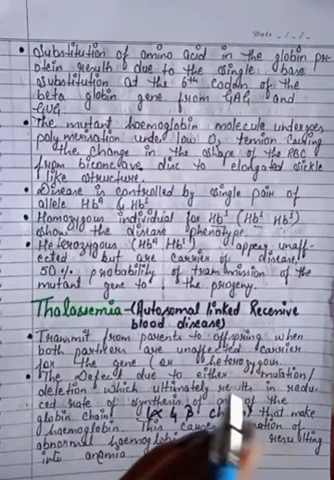 Date _/_/_
• Substitution of amino acid in the globin pr-
otein results due to the single base
substitution at the 6th codon of the
beta globin gene from GAG and
GUG
• The mutant haemoglobin molecule undergoes
polymerisation under low O2 tension causing
the change in the shape of the RBC
from biconcave disc to elongated sickle
like structure.
• Disease is controlled by single pair of
allele HbA & HbS
• Homozygous individual for HbS (HbS HbS)
show the disease phenotype.
• Heterozygous (HbA HbS) appear unaff-
ected but are carrier of disease,
50% probability of transmission of the
mutant gene to the progeny.
Thalassemia - (Autosomal linked Recessive
blood disease)
• Transmit from parents to offspring when
both partners are unaffected carrier
for the gene (or heterozygous.
• The defect due to either mutation/
deletion which ultimately results in redu-
ced rate of synthesis of one of the
globin chains (α & β that make
haemoglobin. This of
abnormal resulting
into anaemia